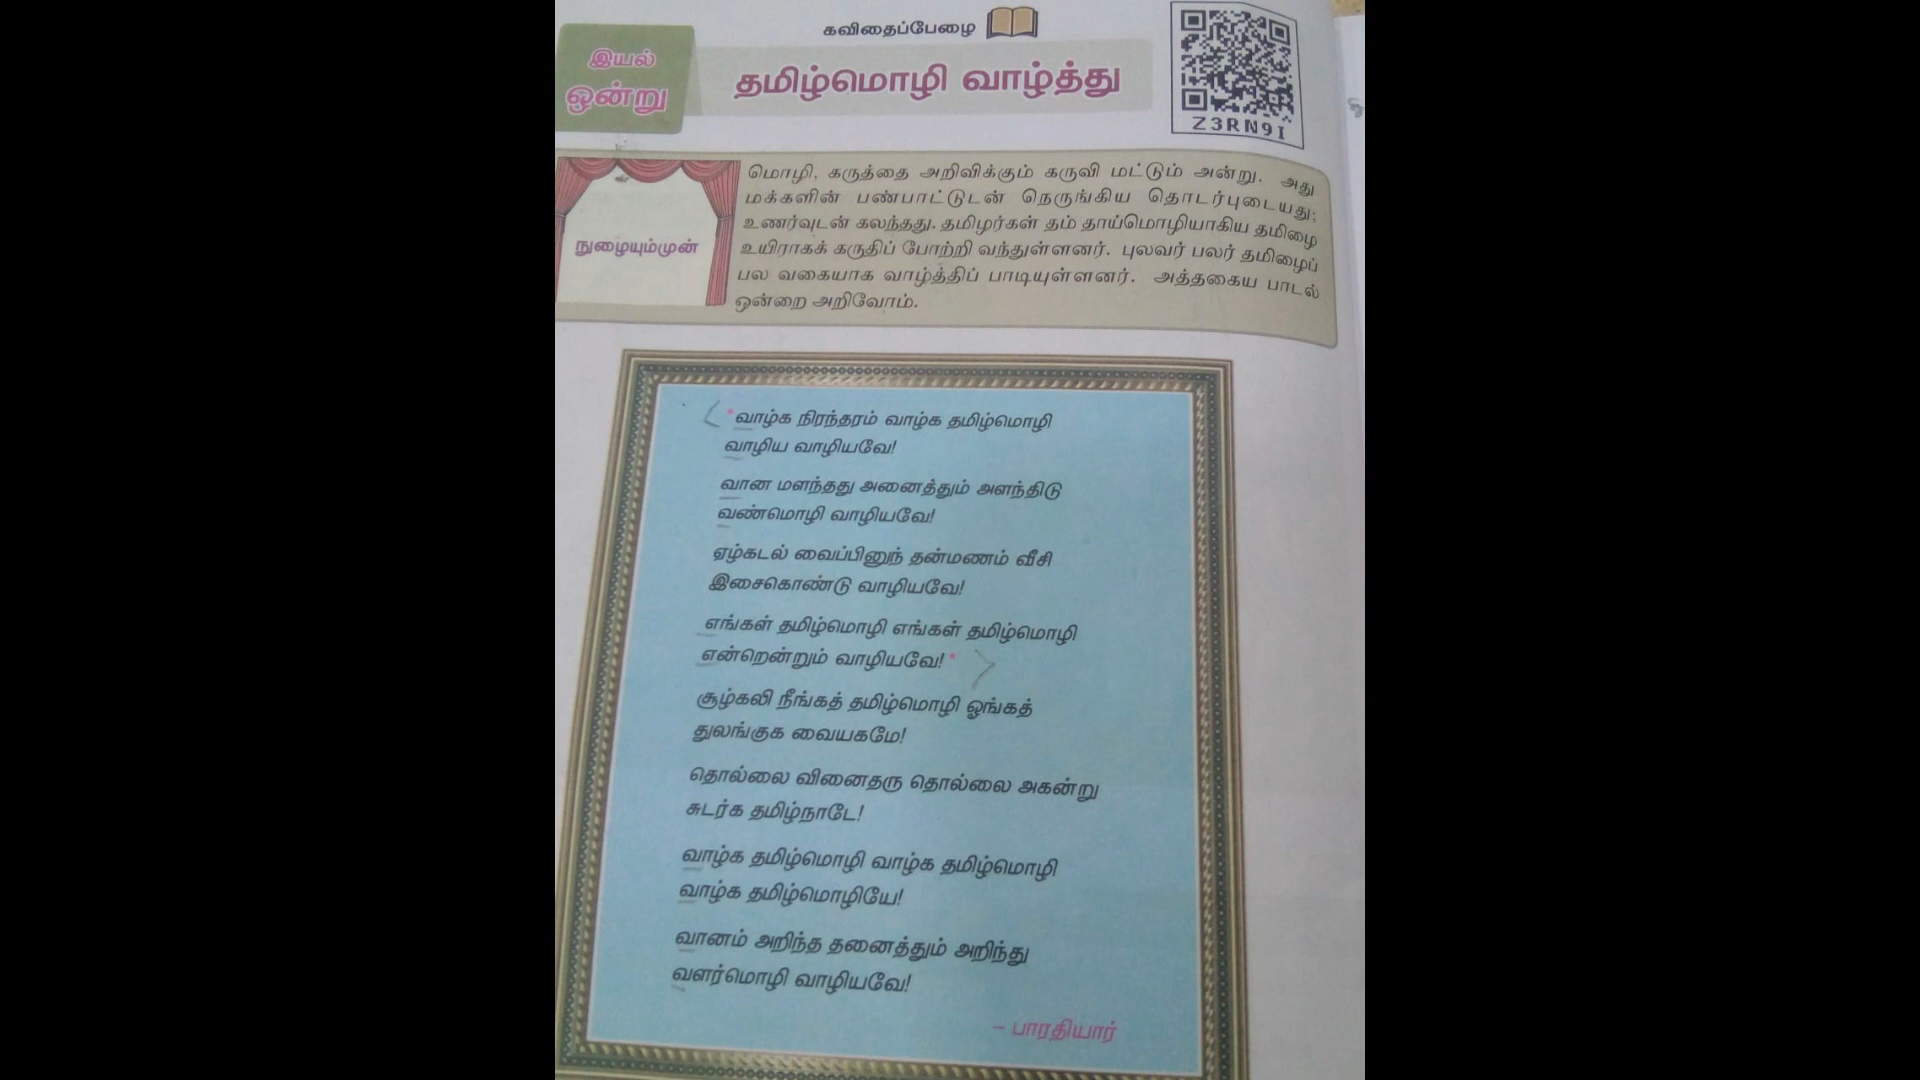 கவிதைப்பேழை
இயல்
ஒன்று
தமிழ்மொழி வாழ்த்து
Z3RN9I
நுழையும்முன்
மொழி, கருத்தை அறிவிக்கும் கருவி மட்டும் அன்று. அது
மக்களின் பண்பாட்டுடன் நெருங்கிய தொடர்புடையது;
உணர்வுடன் கலந்தது. தமிழர்கள் தம் தாய்மொழியாகிய தமிழை
உயிராகக் கருதிப் போற்றி வந்துள்ளனர். புலவர் பலர் தமிழைப்
பல வகையாக வாழ்த்திப் பாடியுள்ளனர். அத்தகைய பாடல்
ஒன்றை அறிவோம்.
*வாழ்க நிரந்தரம் வாழ்க தமிழ்மொழி
வாழிய வாழியவே!
வான மளந்தது அனைத்தும் அளந்திடு
வண்மொழி வாழியவே!
ஏழ்கடல் வைப்பினுந் தன்மணம் வீசி
இசைகொண்டு வாழியவே!
எங்கள் தமிழ்மொழி எங்கள் தமிழ்மொழி
என்றென்றும் வாழியவே!*
சூழ்கலி நீங்கத் தமிழ்மொழி ஓங்கத்
துலங்குக வையகமே!
தொல்லை வினைதரு தொல்லை அகன்று
சுடர்க தமிழ்நாடே!
வாழ்க தமிழ்மொழி வாழ்க தமிழ்மொழி
வாழ்க தமிழ்மொழியே!
வானம் அறிந்த தனைத்தும் அறிந்து
வளர்மொழி வாழியவே!
– பாரதியார்